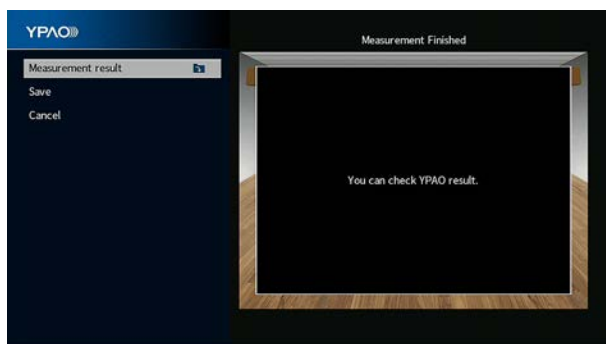 YPAO
Measurement Finished
Measurement result
Save
Cancel
You can check YPAO result.